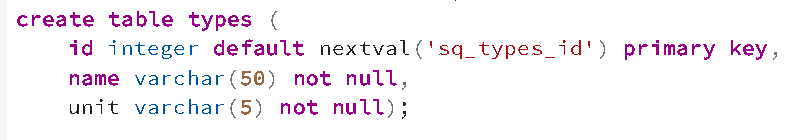 create table types (
    id integer default nextval('sq_types_id') primary key,
    name varchar(50) not null,
    unit varchar(5) not null);